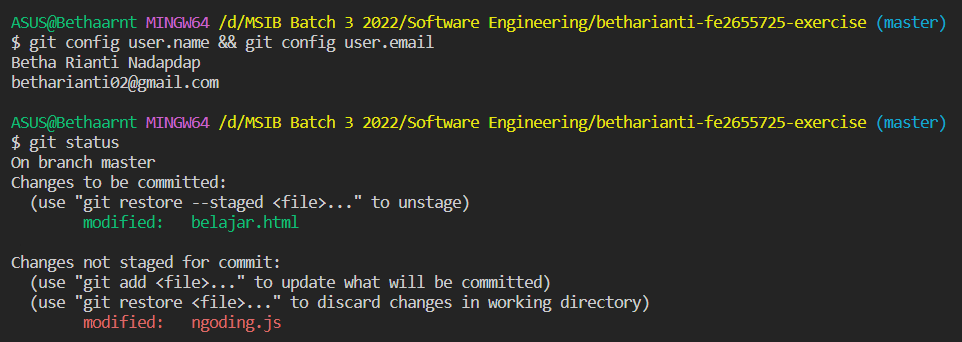 ASUS@Bethaarnt MINGW64 /d/MSIB Batch 3 2022/Software Engineering/betharianti-fe2655725-exercise (master)
$ git config user.name && git config user.email
Betha Rianti Nadapdap
betharianti02@gmail.com
ASUS@Bethaarnt MINGW64 /d/MSIB Batch 3 2022/Software Engineering/betharianti-fe2655725-exercise (master)
$ git status
On branch master
Changes to be committed:
  (use "git restore --staged <file>..." to unstage)
        modified:   belajar.html
Changes not staged for commit:
  (use "git add <file>..." to update what will be committed)
  (use "git restore <file>..." to discard changes in working directory)
        modified:   ngoding.js